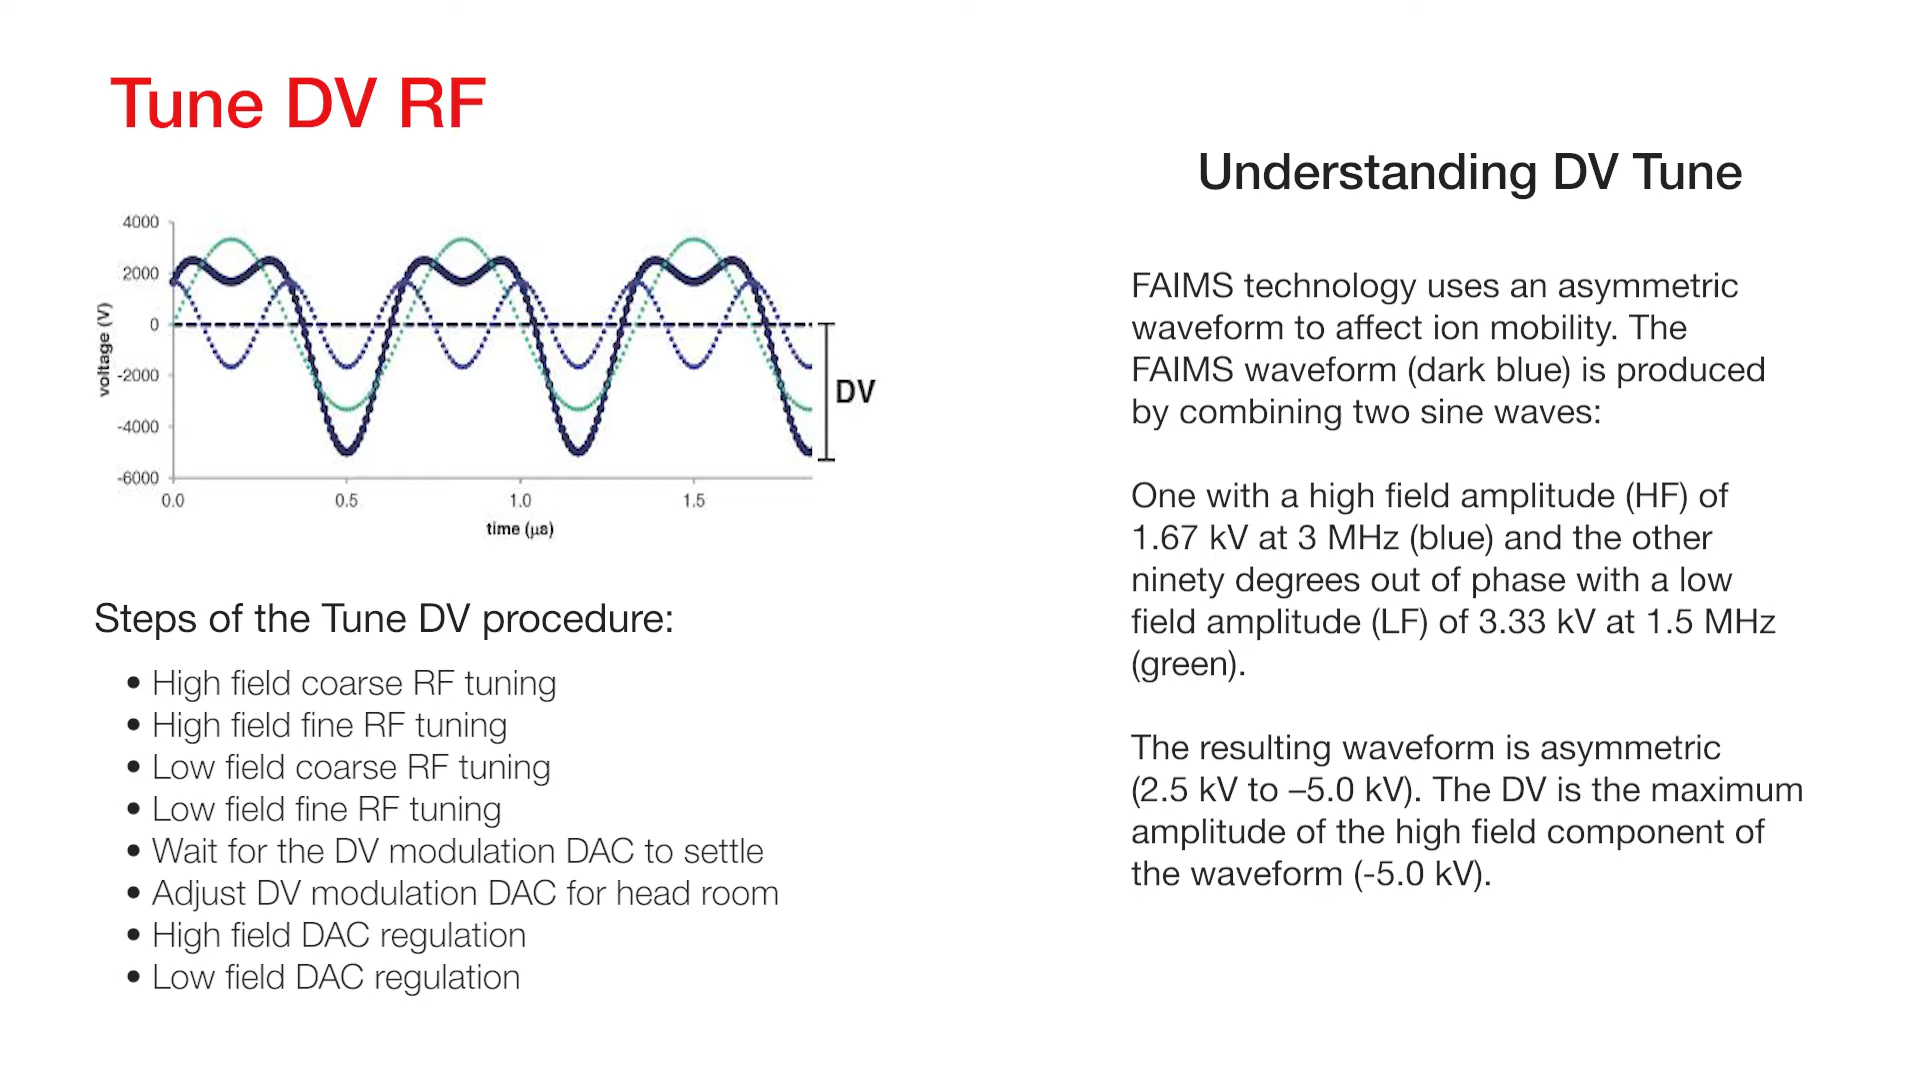 Tune DV RF
4000
2000
0
-2000
-4000
-6000
voltage (V)
0.0
0.5
1.0
1.5
time (μs)
DV
Steps of the Tune DV procedure:
• High field coarse RF tuning
• High field fine RF tuning
• Low field coarse RF tuning
• Low field fine RF tuning
• Wait for the DV modulation DAC to settle
• Adjust DV modulation DAC for head room
• High field DAC regulation
• Low field DAC regulation
Understanding DV Tune
FAIMS technology uses an asymmetric
waveform to affect ion mobility. The
FAIMS waveform (dark blue) is produced
by combining two sine waves:
One with a high field amplitude (HF) of
1.67 kV at 3 MHz (blue) and the other
ninety degrees out of phase with a low
field amplitude (LF) of 3.33 kV at 1.5 MHz
(green).
The resulting waveform is asymmetric
(2.5 kV to –5.0 kV). The DV is the maximum
amplitude of the high field component of
the waveform (-5.0 kV).